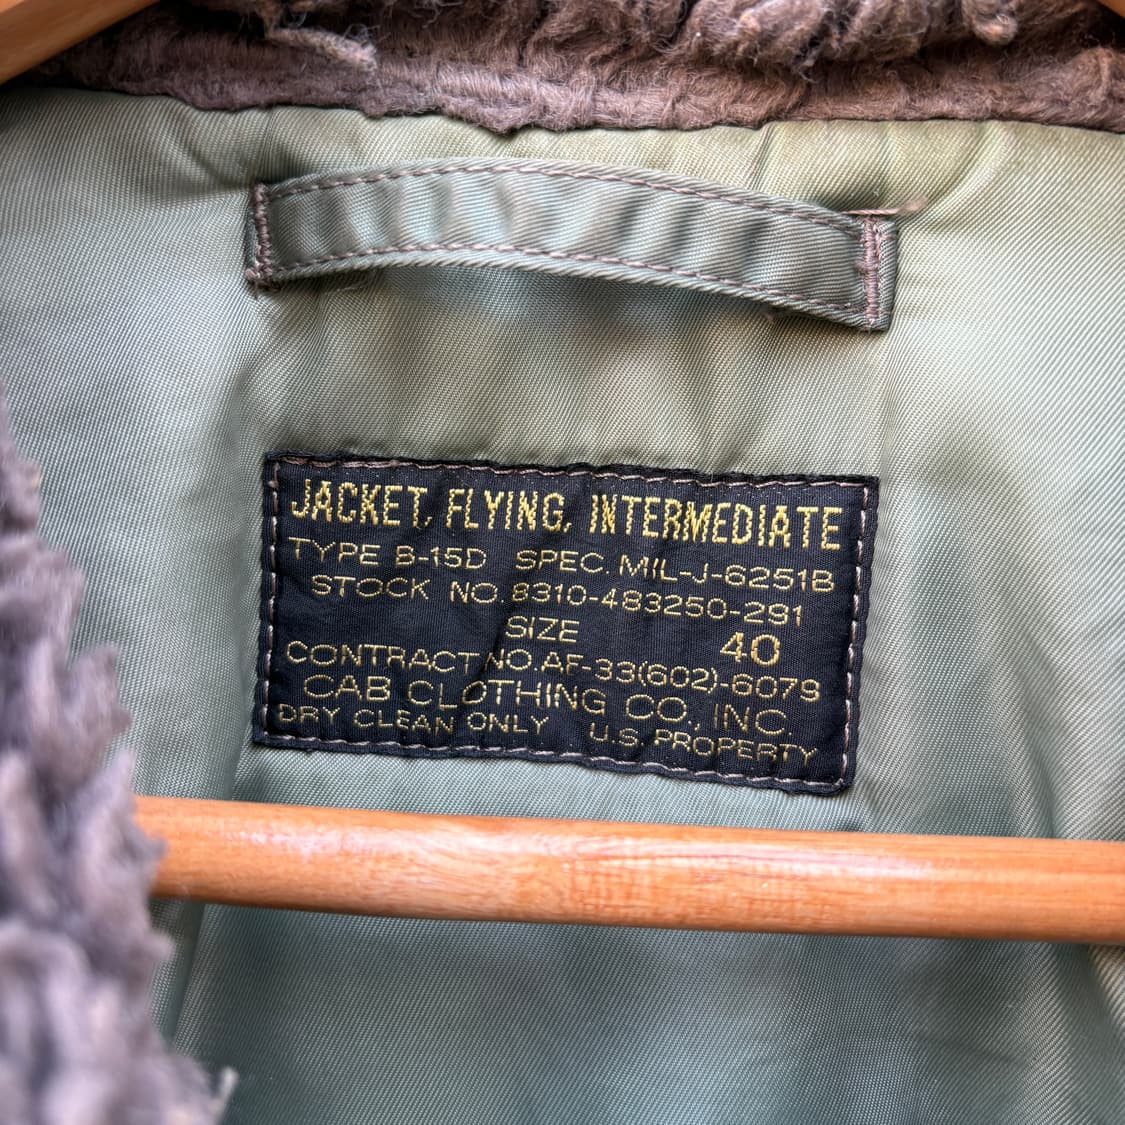 JACKET, FLYING, INTERMEDIATE
TYPE B-15D SPEC. MIL-J-6251B
STOCK NO. 8310-483250-291
SIZE 40
CONTRACT NO. AF-33(602)-6079
CAB CLOTHING CO., INC.
DRY CLEAN ONLY U.S. PROPERTY